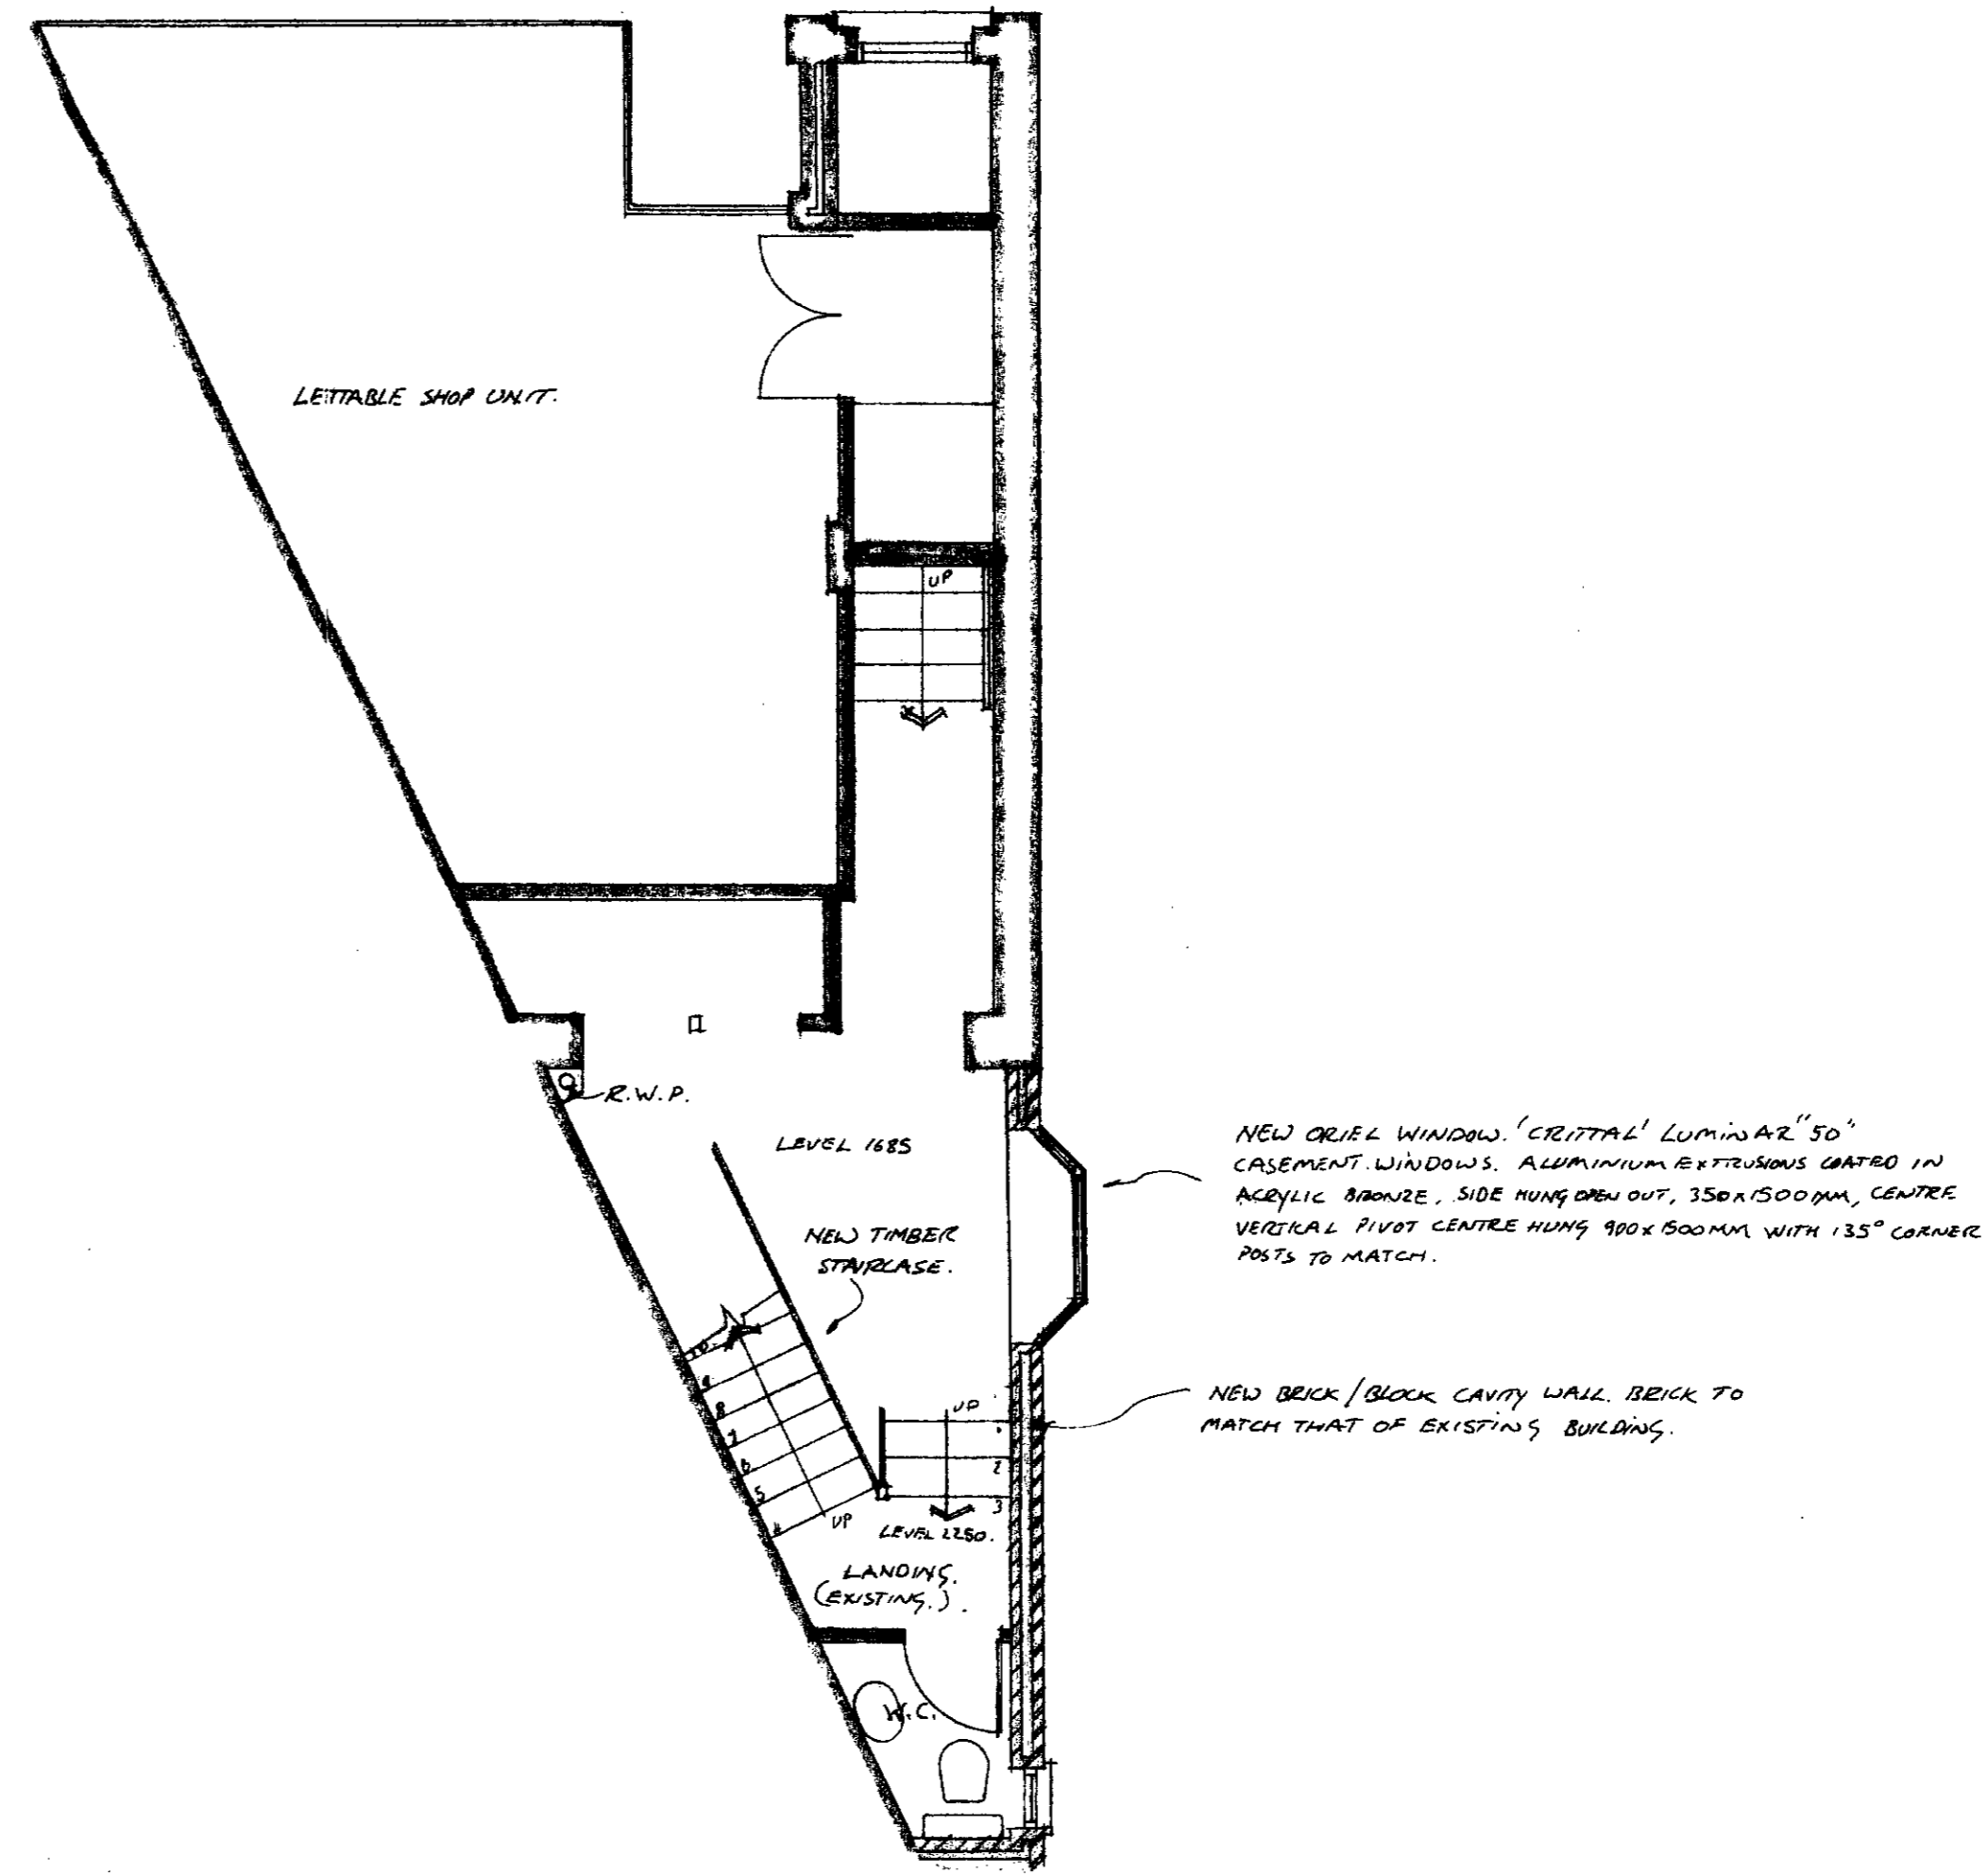 LETTABLE SHOP UNIT.
UP
R.W.P.
LEVEL 1685
NEW ORIEL WINDOW. 'CRITTAL' LUMINAR "50"
CASEMENT. WINDOWS. ALUMINIUM EXTRUSIONS COATED IN
ACRYLIC BRONZE, SIDE HUNG OPEN OUT, 350x1500MM, CENTRE
VERTICAL PIVOT CENTRE HUNG 900x1500MM WITH 135° CORNER
POSTS TO MATCH.
NEW TIMBER
STAIRCASE.
NEW BRICK/BLOCK CAVITY WALL. BRICK TO
MATCH THAT OF EXISTING BUILDING.
10
9
8
7
6
5
4
UP
UP
1
2
3
LEVEL 2250.
LANDING.
(EXISTING.).
W.C.